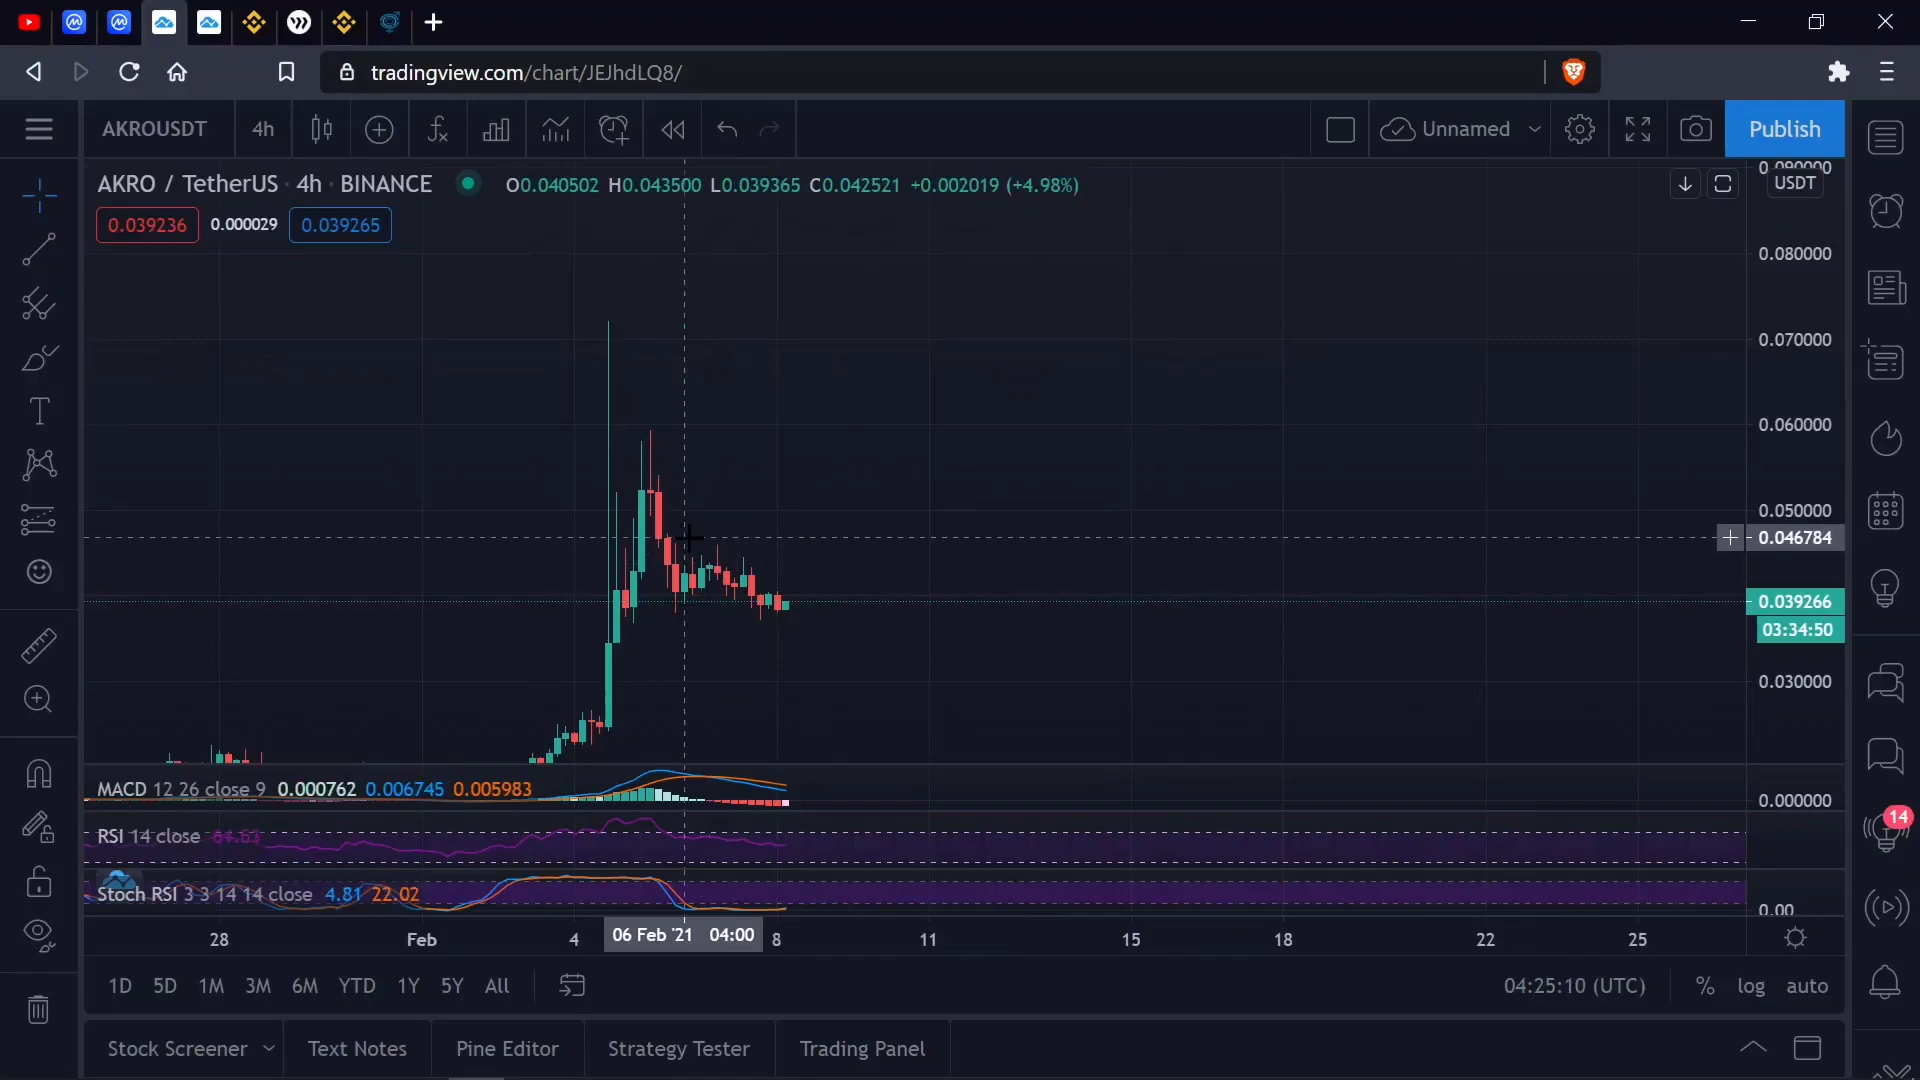 tradingview.com/chart/JEJhdLQ8/
AKROUSDT 4h Unnamed Publish
AKRO / TetherUS · 4h · BINANCE O0.040502 H0.043500 L0.039365 C0.042521 +0.002019 (+4.98%)
0.039236 0.000029 0.039265
0.090000
USDT
0.080000
0.070000
0.060000
0.050000
0.046784
0.039266
03:34:50
0.030000
MACD 12 26 close 9 0.000762 0.006745 0.005983
0.000000
RSI 14 close 64.63
Stoch RSI 3 3 14 14 close 4.81 22.02
0.00
28 Feb 4 06 Feb '21 04:00 8 11 15 18 22 25
1D 5D 1M 3M 6M YTD 1Y 5Y All 04:25:10 (UTC) % log auto
Stock Screener Text Notes Pine Editor Strategy Tester Trading Panel
14